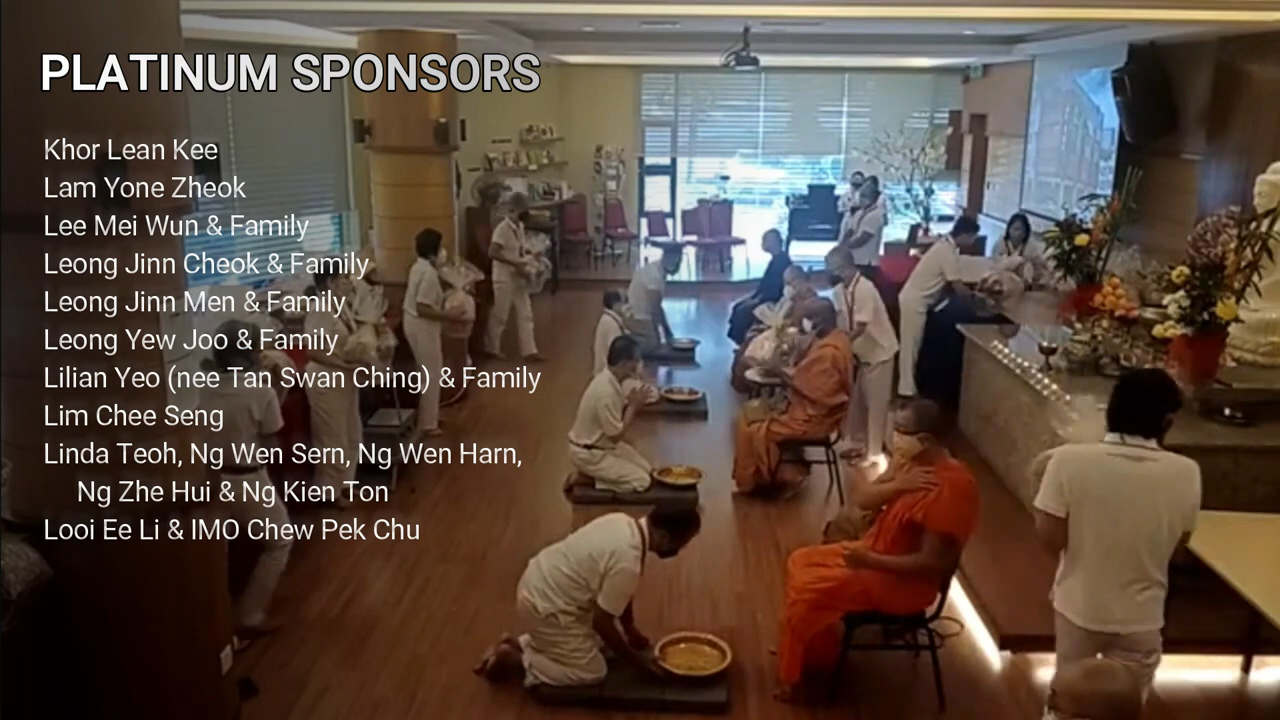 PLATINUM SPONSORS
Khor Lean Kee
Lam Yone Zheok
Lee Mei Wun & Family
Leong Jinn Cheok & Family
Leong Jinn Men & Family
Leong Yew Joo & Family
Lilian Yeo (nee Tan Swan Ching) & Family
Lim Chee Seng
Linda Teoh, Ng Wen Sern, Ng Wen Harn,
Ng Zhe Hui & Ng Kien Ton
Looi Ee Li & IMO Chew Pek Chu